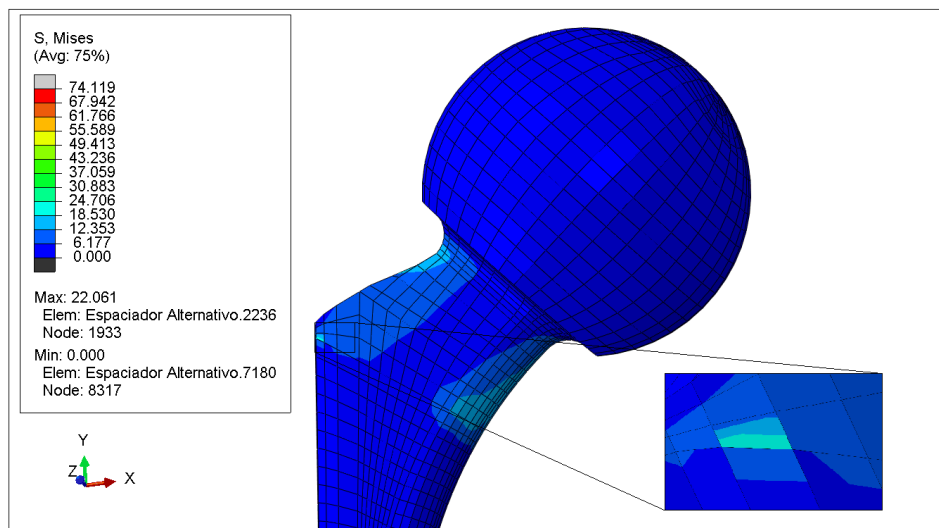 S, Mises
(Avg: 75%)
74.119
67.942
61.766
55.589
49.413
43.236
37.059
30.883
24.706
18.530
12.353
6.177
0.000
Max: 22.061
Elem: Espaciador Alternativo.2236
Node: 1933
Min: 0.000
Elem: Espaciador Alternativo.7180
Node: 8317
Y
Z
X